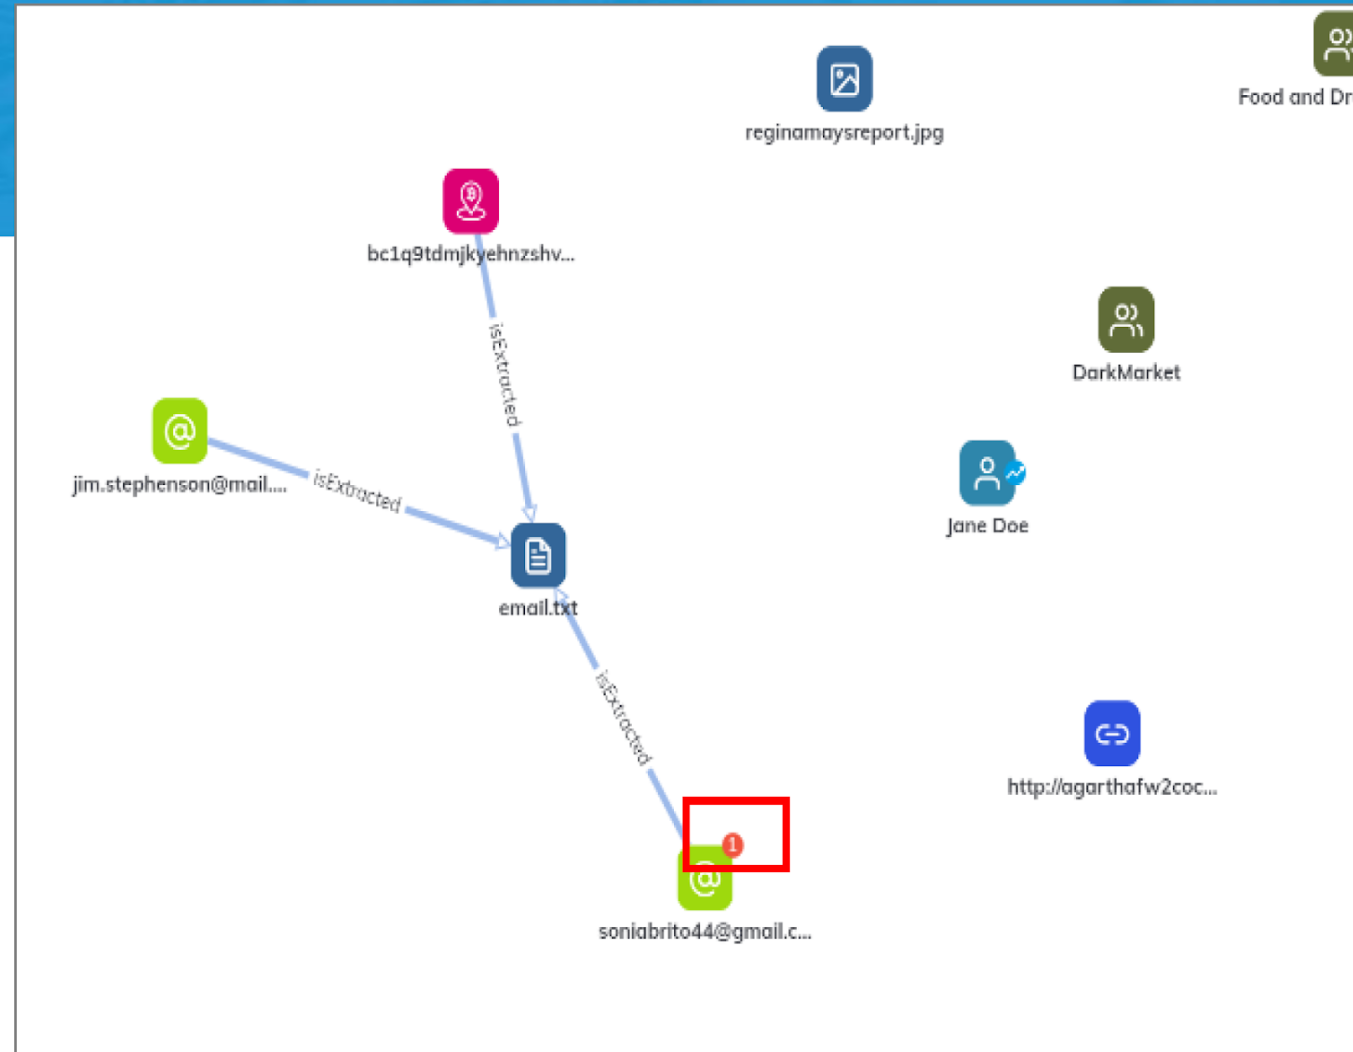 reginamaysreport.jpg
Food and Dr
bc1q9tdmjkyehnzshv...
isExtracted
DarkMarket
jim.stephenson@mail....
isExtracted
Jane Doe
email.txt
isExtracted
http://agarthafw2coc...
1
soniabrito44@gmail.c...